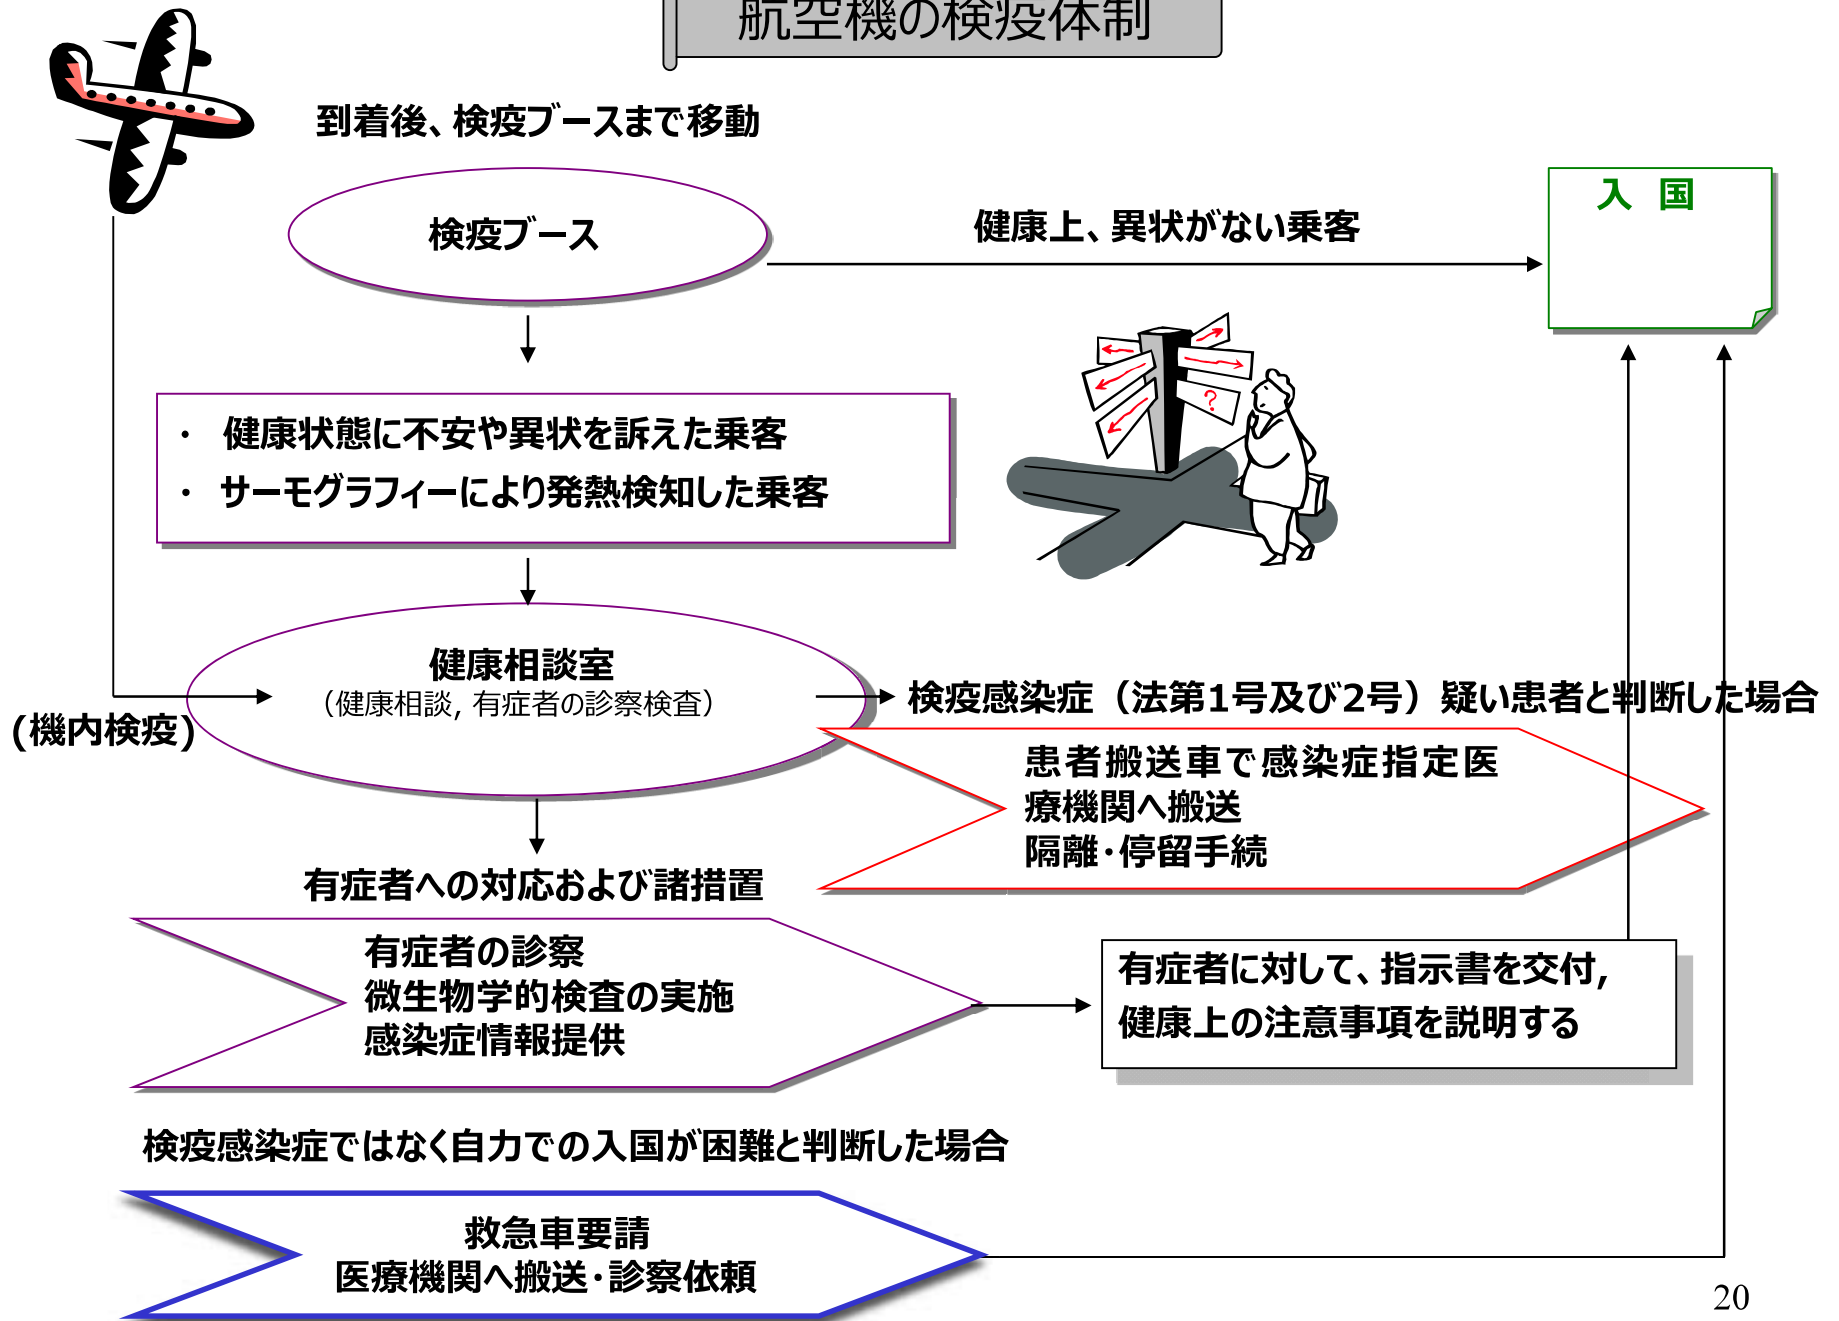 航空機の検疫体制
到着後、検疫ブースまで移動
検疫ブース
健康上、異状がない乗客
入 国
・ 健康状態に不安や異状を訴えた乗客
・ サーモグラフィーにより発熱検知した乗客
?
健康相談室
（健康相談, 有症者の診察検査）
(機内検疫)
検疫感染症（法第1号及び2号）疑い患者と判断した場合
患者搬送車で感染症指定医
療機関へ搬送
隔離・停留手続
有症者への対応および諸措置
有症者の診察
微生物学的検査の実施
感染症情報提供
有症者に対して、指示書を交付,
健康上の注意事項を説明する
検疫感染症ではなく自力での入国が困難と判断した場合
救急車要請
医療機関へ搬送・診察依頼
20